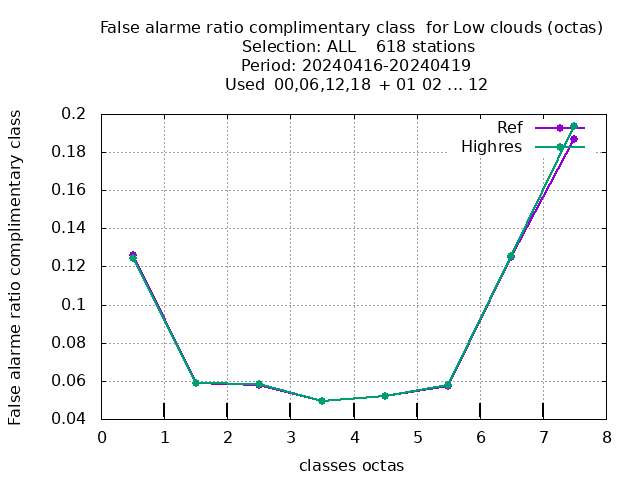 False alarme ratio complimentary class  for Low clouds (octas)
Selection: ALL    618 stations
Period: 20240416-20240419
Used  00,06,12,18  + 01 02 ... 12
False alarme ratio complimentary class
0.2
0.18
0.16
0.14
0.12
0.1
0.08
0.06
0.04
Ref
Highres
0 1 2 3 4 5 6 7 8
classes octas